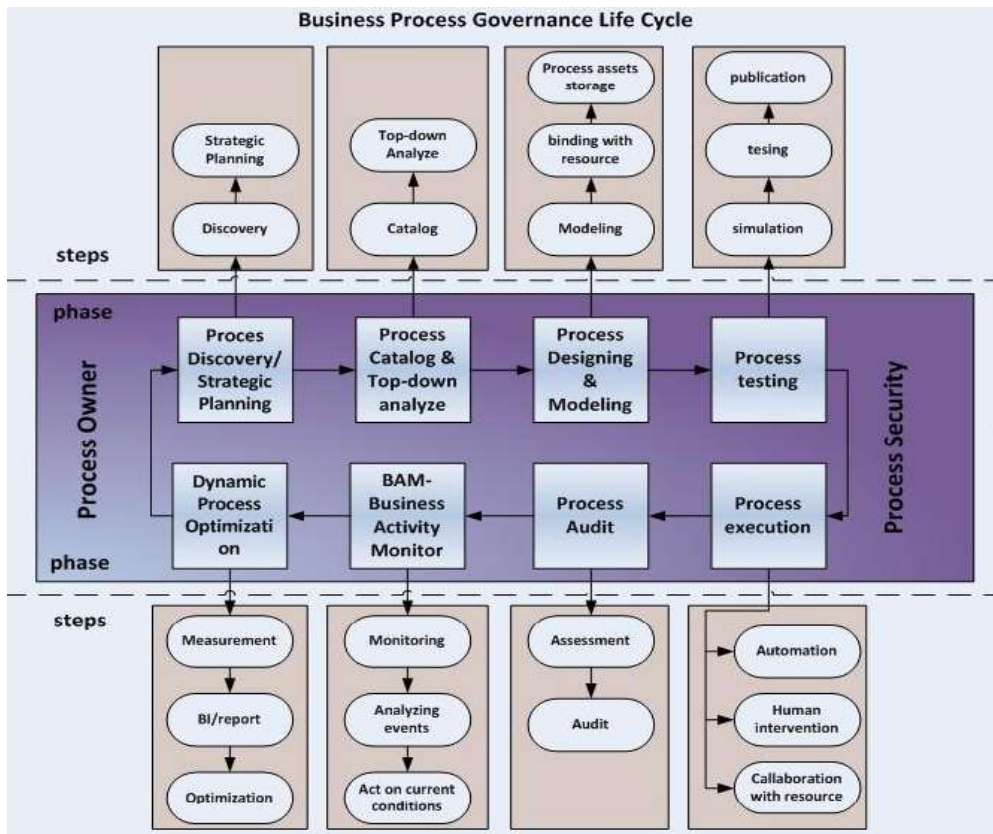 Business Process Governance Life Cycle
Strategic
Planning
Discovery
Top-down
Analyze
Catalog
Process assets
storage
binding with
resource
Modeling
publication
tesing
simulation
steps
phase
Process Owner
Proces
Discovery/
Strategic
Planning
Process
Catalog &
Top-down
analyze
Process
Designing
&
Modeling
Process
testing
Process Security
Dynamic
Process
Optimizati
on
BAM-
Business
Activity
Monitor
Process
Audit
Process
execution
phase
steps
Measurement
BI/report
Optimization
Monitoring
Analyzing
events
Act on current
conditions
Assessment
Audit
Automation
Human
intervention
Callaboration
with resource